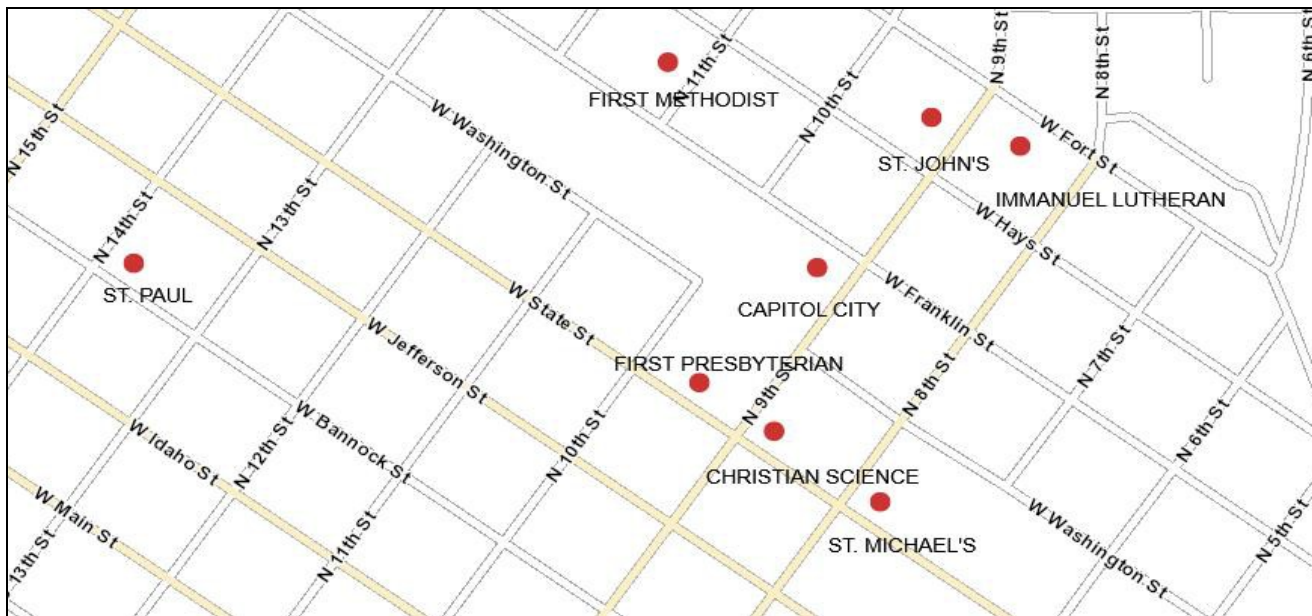 N 9th St
N 8th St
N 6th St
N 11th St
FIRST METHODIST
N 15th St
W Washington St
N 10th St
W Fort St
ST. JOHN'S
IMMANUEL LUTHERAN
N 14th St
N 13th St
W Hays St
ST. PAUL
W State St
CAPITOL CITY
W Franklin St
W Jefferson St
FIRST PRESBYTERIAN
N 7th St
N 9th St
N 8th St
W Bannock St
N 10th St
N 6th St
W Idaho St
N 12th St
CHRISTIAN SCIENCE
W Main St
13th St
N 11th St
ST. MICHAEL'S
W Washington St
N 5th St